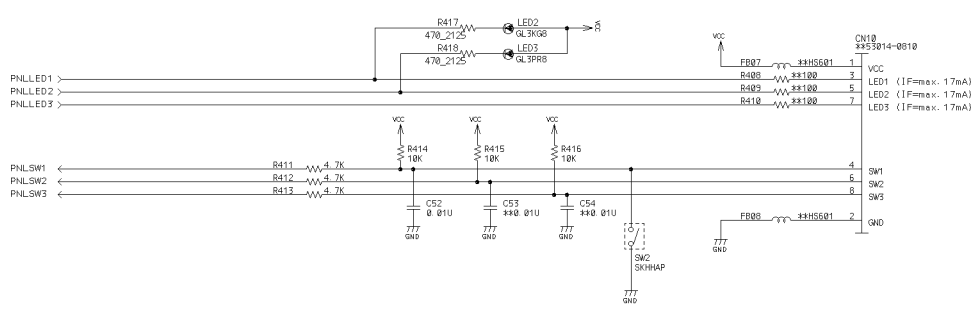 R417
470_2125
LED2
GL3KG8
VCC
R418
470_2125
LED3
GL3PR8
VCC
CN10
**53014-0810
FB07
**HS601
1
VCC
PNLLED1
R408
**100
3
LED1 (IF=max. 17mA)
PNLLED2
R409
**100
5
LED2 (IF=max. 17mA)
PNLLED3
R410
**100
7
LED3 (IF=max. 17mA)
VCC
VCC
VCC
R414
10K
R415
10K
R416
10K
PNLSW1
R411
4.7K
4
SW1
PNLSW2
R412
4.7K
6
SW2
PNLSW3
R413
4.7K
8
SW3
C52
0.01U
C53
**0.01U
C54
**0.01U
GND
GND
GND
FB08
**HS601
2
GND
GND
SW2
SKHHAP
GND